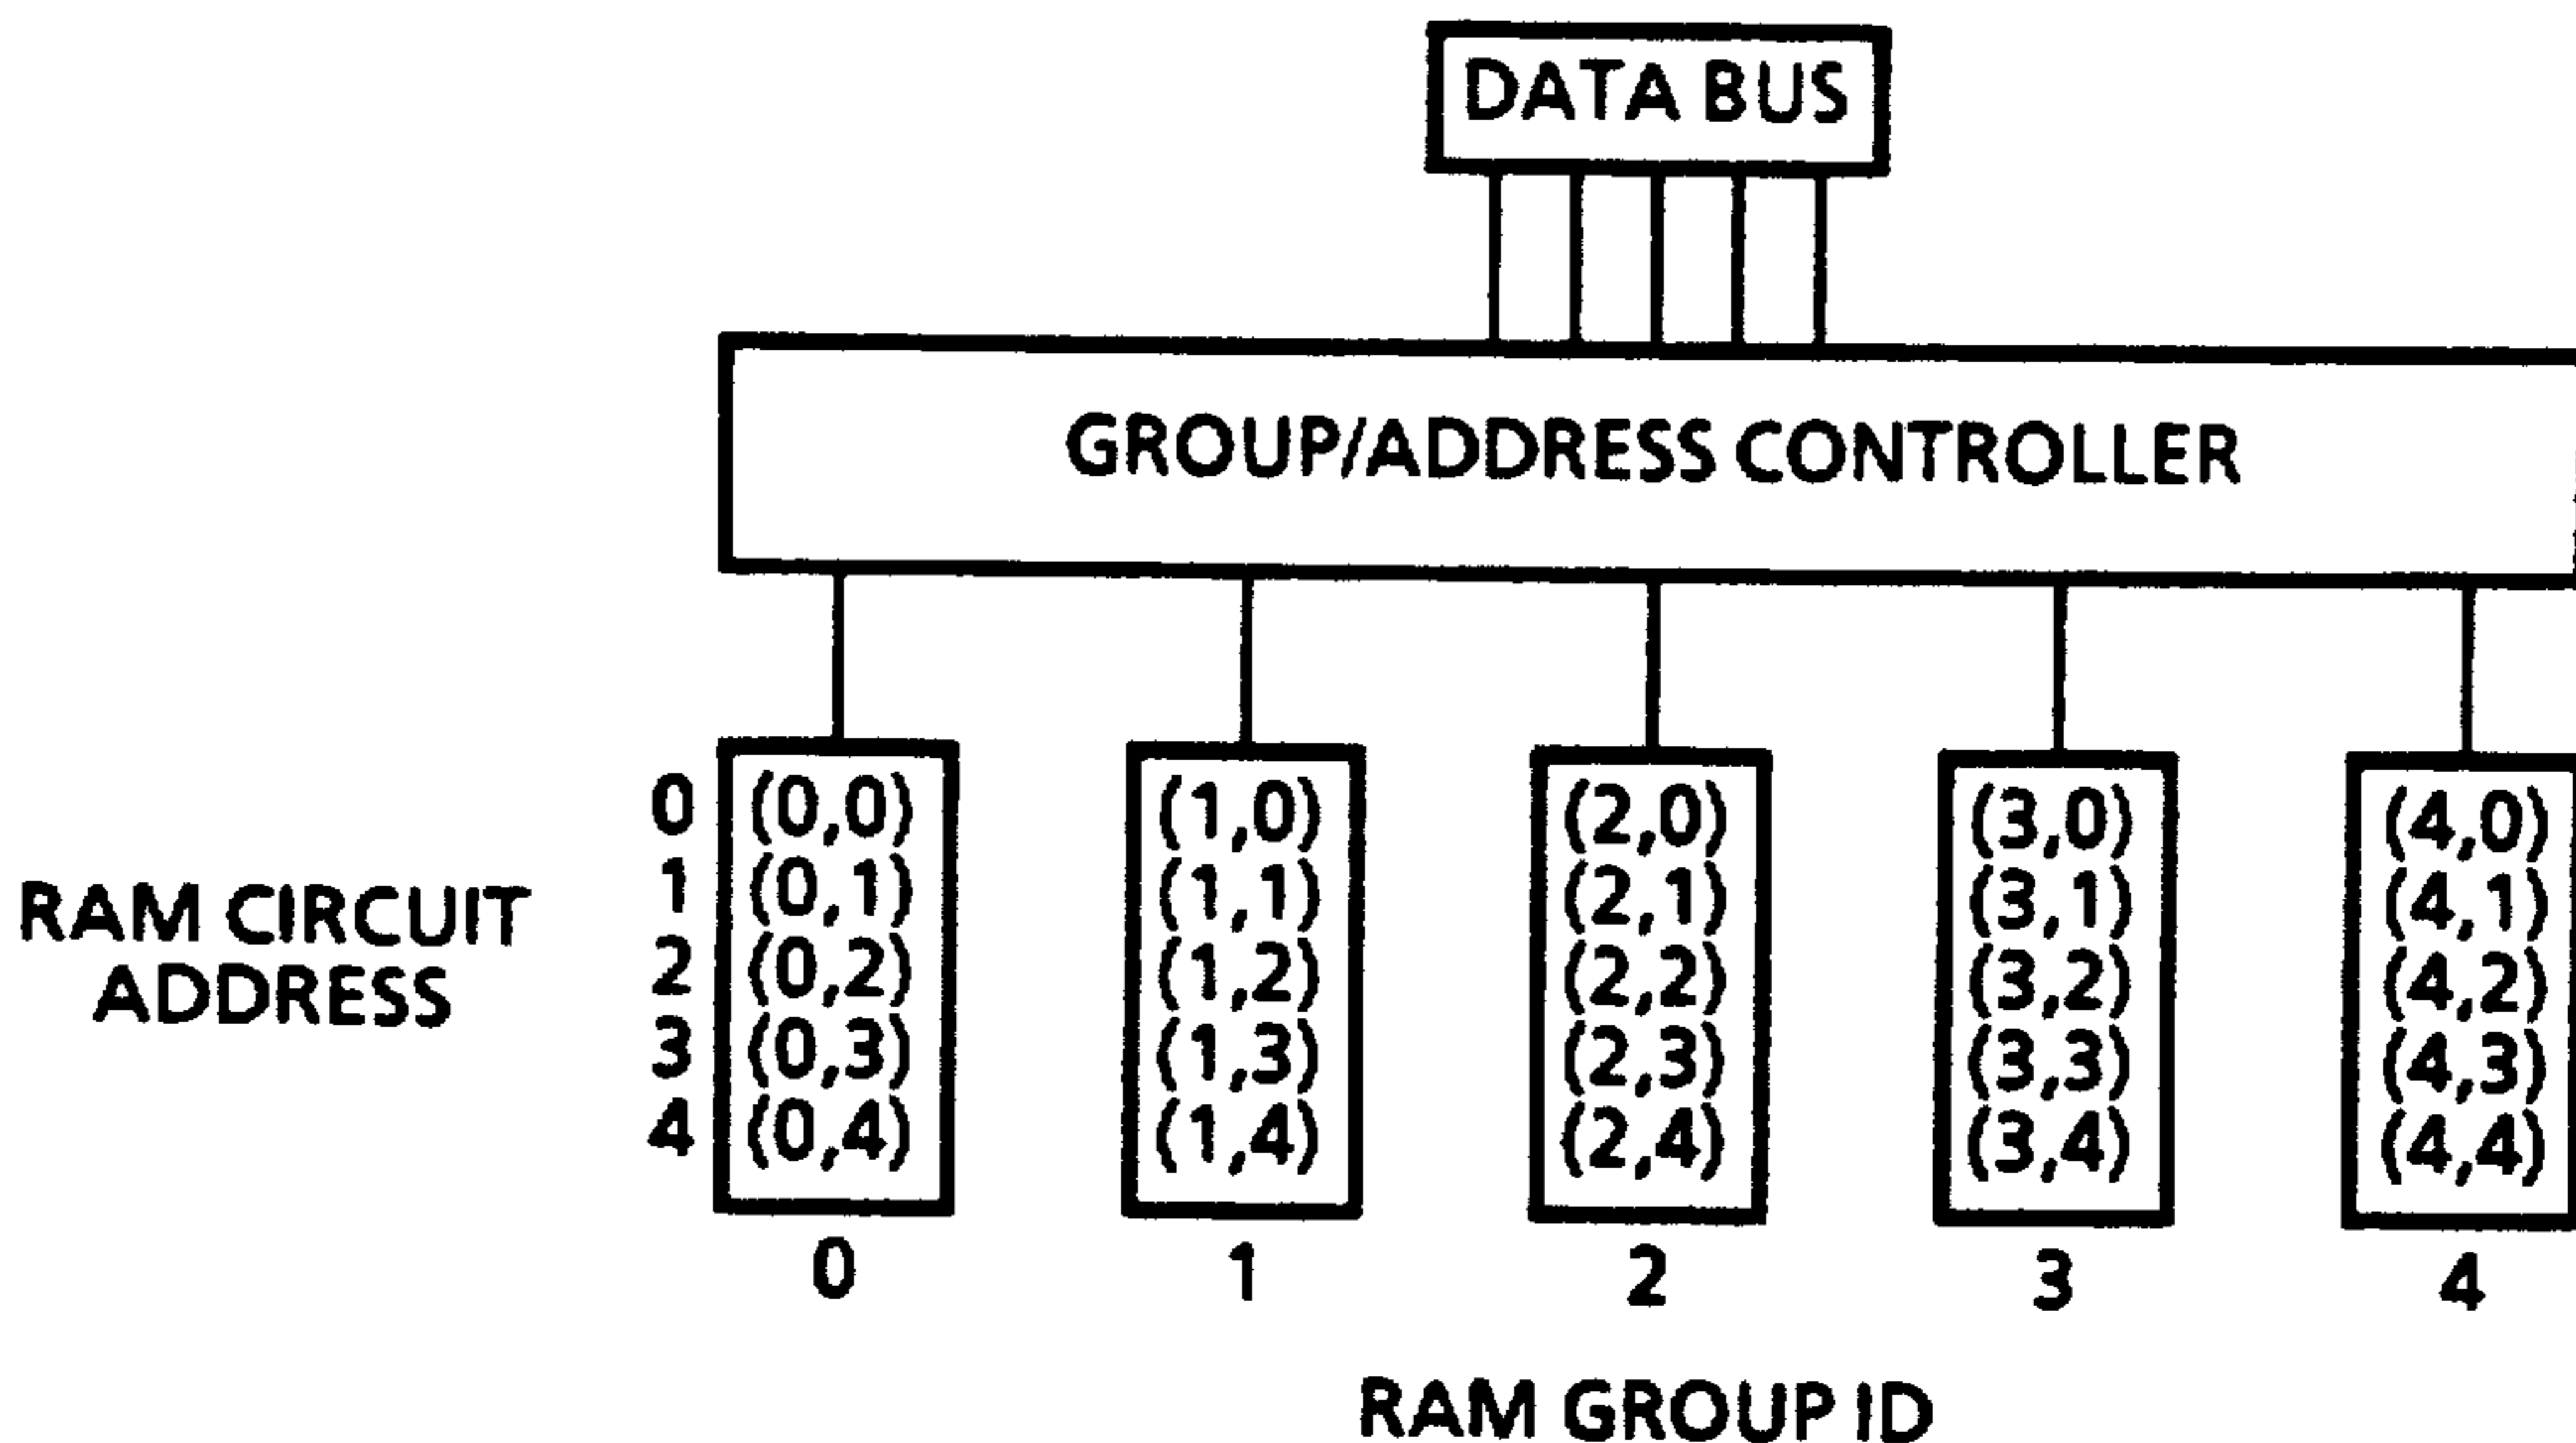 DATA BUS
GROUP/ADDRESS CONTROLLER
0 (0,0) (1,0) (2,0) (3,0) (4,0)
1 (0,1) (1,1) (2,1) (3,1) (4,1)
RAM CIRCUIT
2 (0,2) (1,2) (2,2) (3,2) (4,2)
ADDRESS
3 (0,3) (1,3) (2,3) (3,3) (4,3)
4 (0,4) (1,4) (2,4) (3,4) (4,4)
0 1 2 3 4
RAM GROUP ID